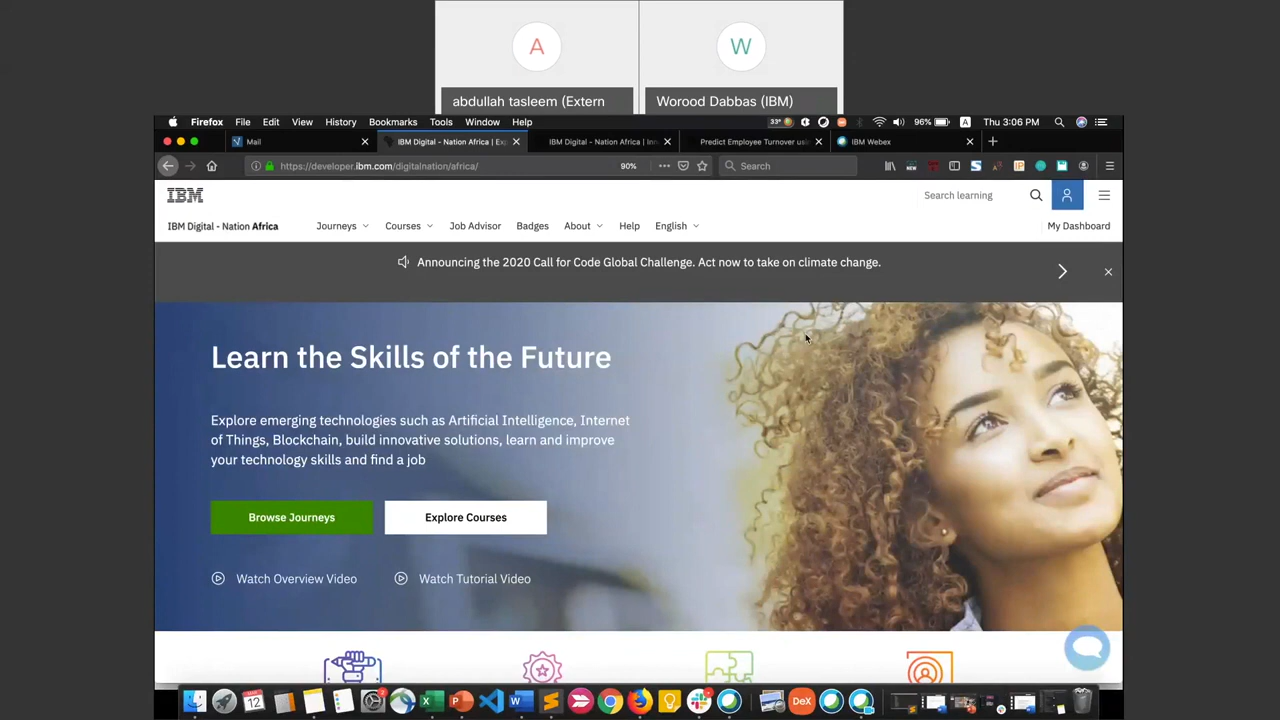 A
W
abdullah tasleem (Extern
Worood Dabbas (IBM)
Firefox File Edit View History Bookmarks Tools Window Help 33° 96% A Thu 3:06 PM
Mail
IBM Digital - Nation Africa | Ex
IBM Digital - Nation Africa | Inn
Predict Employee Turnover usi
IBM Webex
https://developer.ibm.com/digitalnation/africa/
90%
Search
IBM
Search learning
IBM Digital - Nation Africa
Journeys Courses Job Advisor Badges About Help English
My Dashboard
Announcing the 2020 Call for Code Global Challenge. Act now to take on climate change.
Learn the Skills of the Future
Explore emerging technologies such as Artificial Intelligence, Internet
of Things, Blockchain, build innovative solutions, learn and improve
your technology skills and find a job
Browse Journeys
Explore Courses
Watch Overview Video
Watch Tutorial Video
12
DeX